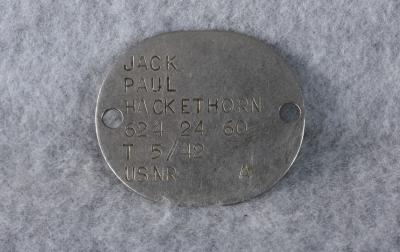 JACK
PAUL
HACKETHORN
624 24 60
T 5/42
USNR A